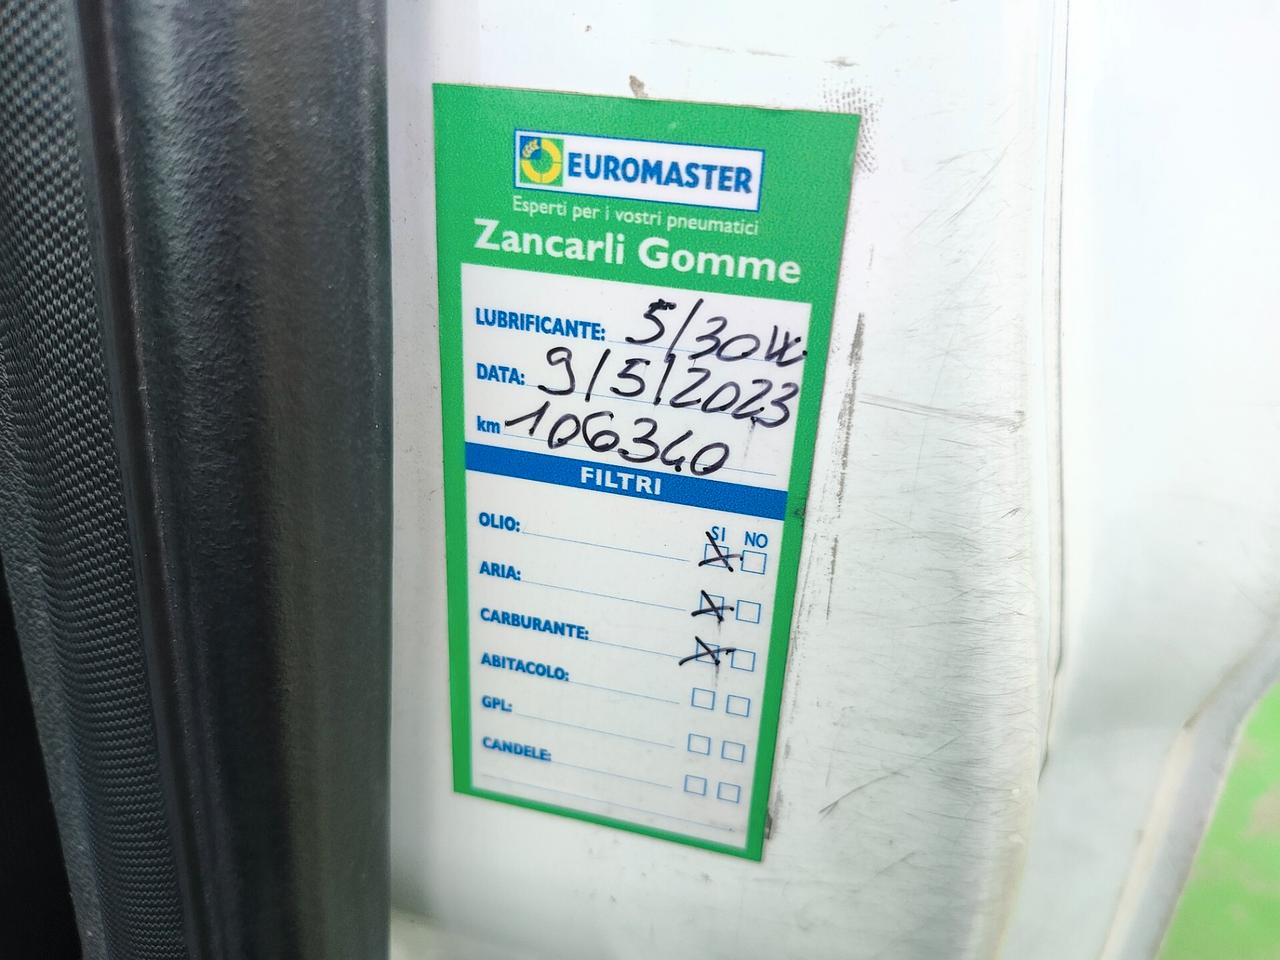 EUROMASTER
Esperti per i vostri pneumatici
Zancarli Gomme
LUBRIFICANTE: 5/30W
DATA: 9/5/2023
km 106340
FILTRI
SI NO
OLIO:
ARIA:
CARBURANTE:
ABITACOLO:
GPL:
CANDELE: